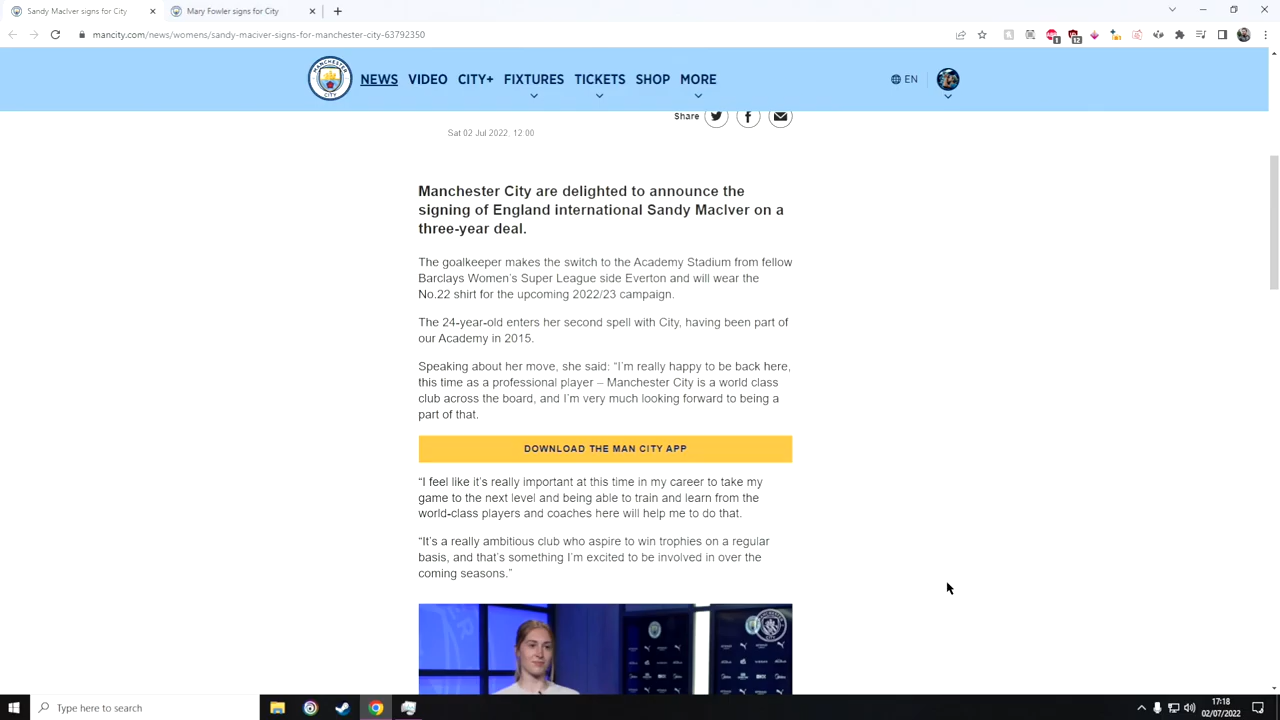 Sandy MacIver signs for City
Mary Fowler signs for City
mancity.com/news/womens/sandy-maciver-signs-for-manchester-city-63792350
NEWS VIDEO CITY+ FIXTURES TICKETS SHOP MORE EN
Share
Sat 02 Jul 2022, 12:00
Manchester City are delighted to announce the
signing of England international Sandy MacIver on a
three-year deal.
The goalkeeper makes the switch to the Academy Stadium from fellow
Barclays Women's Super League side Everton and will wear the
No.22 shirt for the upcoming 2022/23 campaign.
The 24-year-old enters her second spell with City, having been part of
our Academy in 2015.
Speaking about her move, she said: “I’m really happy to be back here,
this time as a professional player – Manchester City is a world class
club across the board, and I’m very much looking forward to being a
part of that.
DOWNLOAD THE MAN CITY APP
“I feel like it’s really important at this time in my career to take my
game to the next level and being able to train and learn from the
world-class players and coaches here will help me to do that.
“It’s a really ambitious club who aspire to win trophies on a regular
basis, and that’s something I’m excited to be involved in over the
coming seasons.”
Type here to search
17:18
02/07/2022